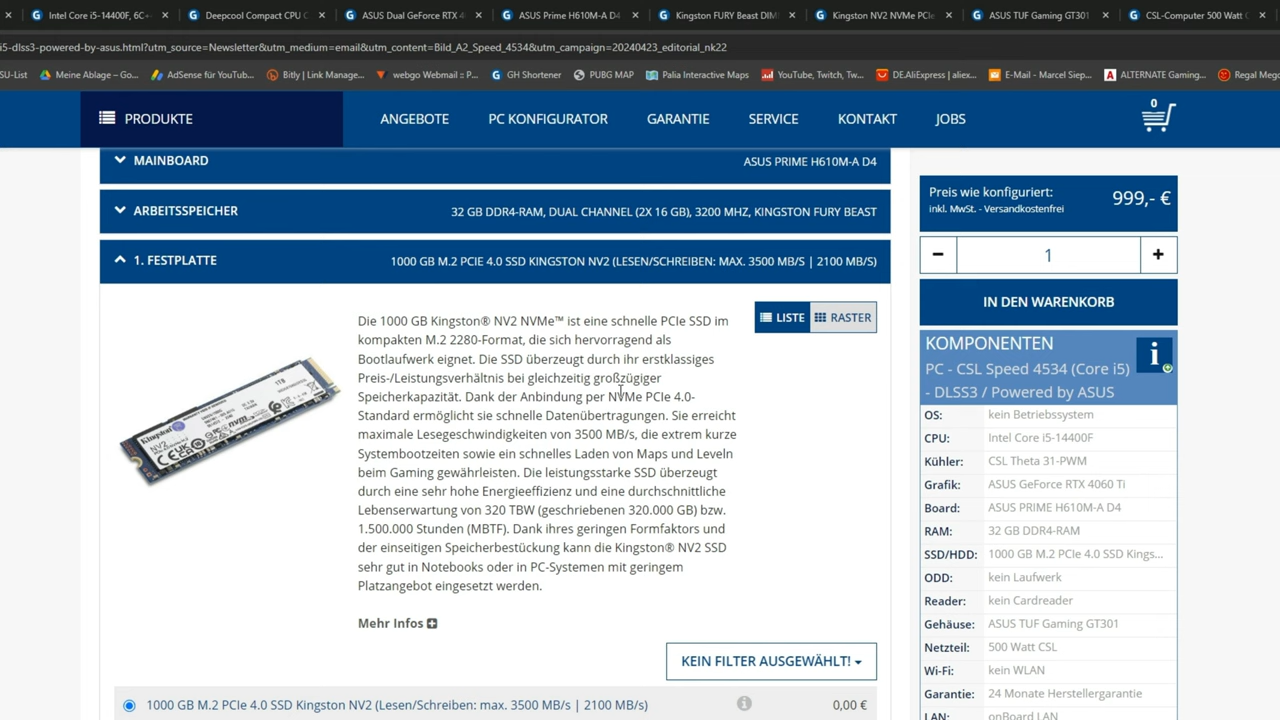 Intel Core i5-14400F, 6C+
Deepcool Compact CPU C
ASUS Dual GeForce RTX 4
ASUS Prime H610M-A D4
Kingston FURY Beast DIM
Kingston NV2 NVMe PCIe
ASUS TUF Gaming GT301
CSL-Computer 500 Watt
i5-dlss3-powered-by-asus.html?utm_source=Newsletter&utm_medium=email&utm_content=Bild_A2_Speed_4534&utm_campaign=20240423_editorial_nk22
SU-List
Meine Ablage – Go...
AdSense für YouTub...
Bitly | Link Manage...
webgo Webmail :: P...
GH Shortener
PUBG MAP
Palia Interactive Maps
YouTube, Twitch, Tw...
DE.AliExpress | aliex...
E-Mail - Marcel Siep...
ALTERNATE Gaming...
Regal Meg
PRODUKTE
ANGEBOTE
PC KONFIGURATOR
GARANTIE
SERVICE
KONTAKT
JOBS
0
MAINBOARD
ASUS PRIME H610M-A D4
ARBEITSSPEICHER
32 GB DDR4-RAM, DUAL CHANNEL (2X 16 GB), 3200 MHZ, KINGSTON FURY BEAST
1. FESTPLATTE
1000 GB M.2 PCIE 4.0 SSD KINGSTON NV2 (LESEN/SCHREIBEN: MAX. 3500 MB/S | 2100 MB/S)
LISTE
RASTER
1TB
Kingston
NV2
Die 1000 GB Kingston® NV2 NVMe™ ist eine schnelle PCIe SSD im
kompakten M.2 2280-Format, die sich hervorragend als
Bootlaufwerk eignet. Die SSD überzeugt durch ihr erstklassiges
Preis-/Leistungsverhältnis bei gleichzeitig großzügiger
Speicherkapazität. Dank der Anbindung per NVMe PCIe 4.0-
Standard ermöglicht sie schnelle Datenübertragungen. Sie erreicht
maximale Lesegeschwindigkeiten von 3500 MB/s, die extrem kurze
Systembootzeiten sowie ein schnelles Laden von Maps und Leveln
beim Gaming gewährleisten. Die leistungsstarke SSD überzeugt
durch eine sehr hohe Energieeffizienz und eine durchschnittliche
Lebenserwartung von 320 TBW (geschriebenen 320.000 GB) bzw.
1.500.000 Stunden (MBTF). Dank ihres geringen Formfaktors und
der einseitigen Speicherbestückung kann die Kingston® NV2 SSD
sehr gut in Notebooks oder in PC-Systemen mit geringem
Platzangebot eingesetzt werden.
Mehr Infos
KEIN FILTER AUSGEWÄHLT!
1000 GB M.2 PCIe 4.0 SSD Kingston NV2 (Lesen/Schreiben: max. 3500 MB/s | 2100 MB/s)
0,00 €
Preis wie konfiguriert:
999,- €
inkl. MwSt. - Versandkostenfrei
− 1 +
IN DEN WARENKORB
KOMPONENTEN
PC - CSL Speed 4534 (Core i5)
- DLSS3 / Powered by ASUS
OS: kein Betriebssystem
CPU: Intel Core i5-14400F
Kühler: CSL Theta 31-PWM
Grafik: ASUS GeForce RTX 4060 Ti
Board: ASUS PRIME H610M-A D4
RAM: 32 GB DDR4-RAM
SSD/HDD: 1000 GB M.2 PCIe 4.0 SSD Kings...
ODD: kein Laufwerk
Reader: kein Cardreader
Gehäuse: ASUS TUF Gaming GT301
Netzteil: 500 Watt CSL
Wi-Fi: kein WLAN
Garantie: 24 Monate Herstellergarantie
LAN: onBoard LAN